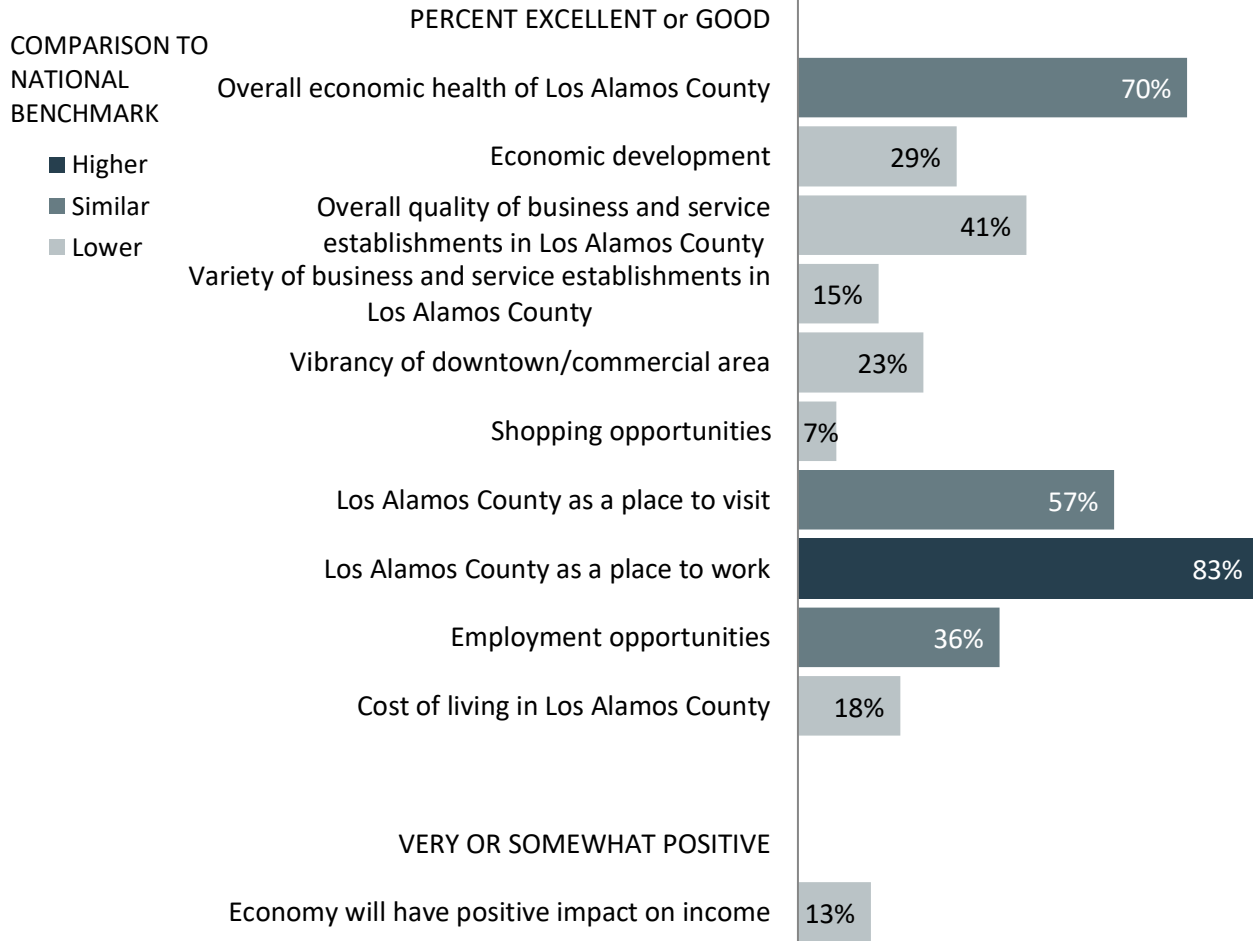 PERCENT EXCELLENT or GOOD
COMPARISON TO
NATIONAL
BENCHMARK
Higher
Similar
Lower
Overall economic health of Los Alamos County
70%
Economic development
29%
Overall quality of business and service
establishments in Los Alamos County
41%
Variety of business and service establishments in
Los Alamos County
15%
Vibrancy of downtown/commercial area
23%
Shopping opportunities
7%
Los Alamos County as a place to visit
57%
Los Alamos County as a place to work
83%
Employment opportunities
36%
Cost of living in Los Alamos County
18%
VERY OR SOMEWHAT POSITIVE
Economy will have positive impact on income
13%